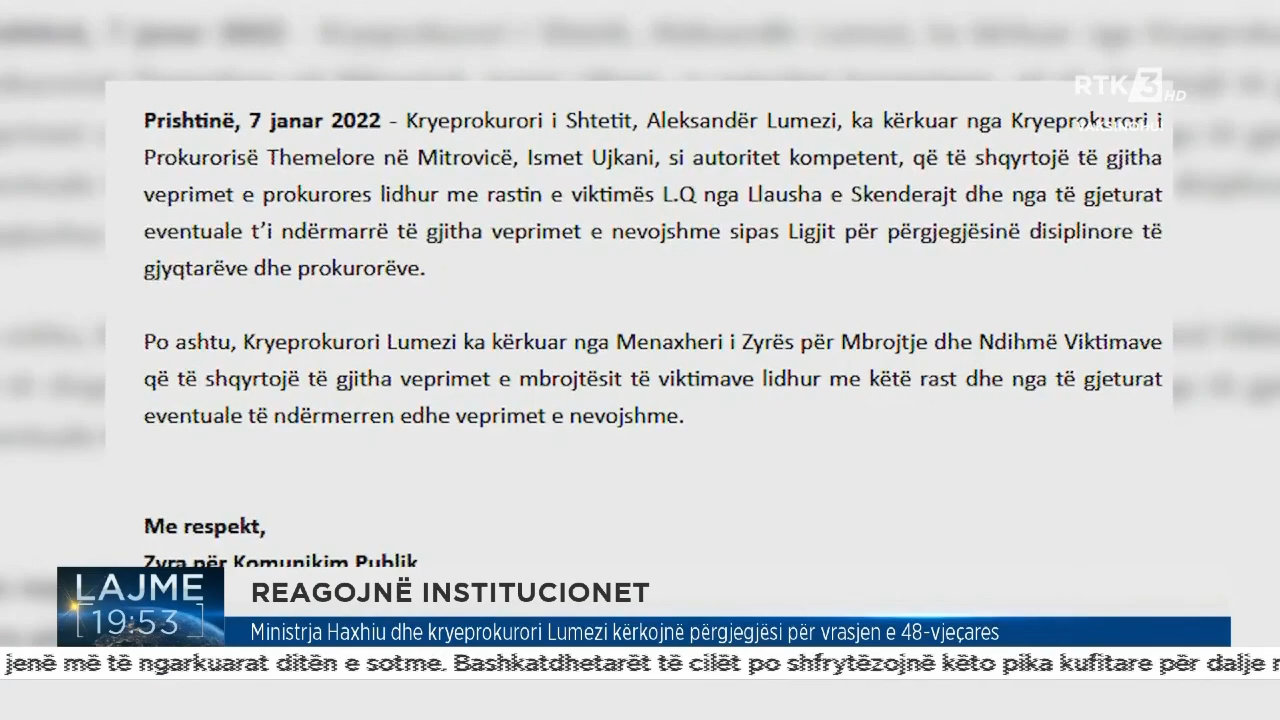 RTK 3 HD
VAKSINOHU!
Prishtinë, 7 janar 2022 - Kryeprokurori i Shtetit, Aleksandër Lumezi, ka kërkuar nga Kryeprokurori i
Prokurorisë Themelore në Mitrovicë, Ismet Ujkani, si autoritet kompetent, që të shqyrtojë të gjitha
veprimet e prokurores lidhur me rastin e viktimës L.Q nga Llausha e Skenderajt dhe nga të gjeturat
eventuale t'i ndërmarrë të gjitha veprimet e nevojshme sipas Ligjit për përgjegjësinë disiplinore të
gjyqtarëve dhe prokurorëve.
Po ashtu, Kryeprokurori Lumezi ka kërkuar nga Menaxheri i Zyrës për Mbrojtje dhe Ndihmë Viktimave
që të shqyrtojë të gjitha veprimet e mbrojtësit të viktimave lidhur me këtë rast dhe nga të gjeturat
eventuale të ndërmerren edhe veprimet e nevojshme.
Me respekt,
Zyra për Komunikim Publik
LAJME
19:53
REAGOJNË INSTITUCIONET
Ministrja Haxhiu dhe kryeprokurori Lumezi kërkojnë përgjegjësi për vrasjen e 48-vjeçares
jenë më të ngarkuarat ditën e sotme. Bashkatdhetarët të cilët po shfrytëzojnë këto pika kufitare për dalje